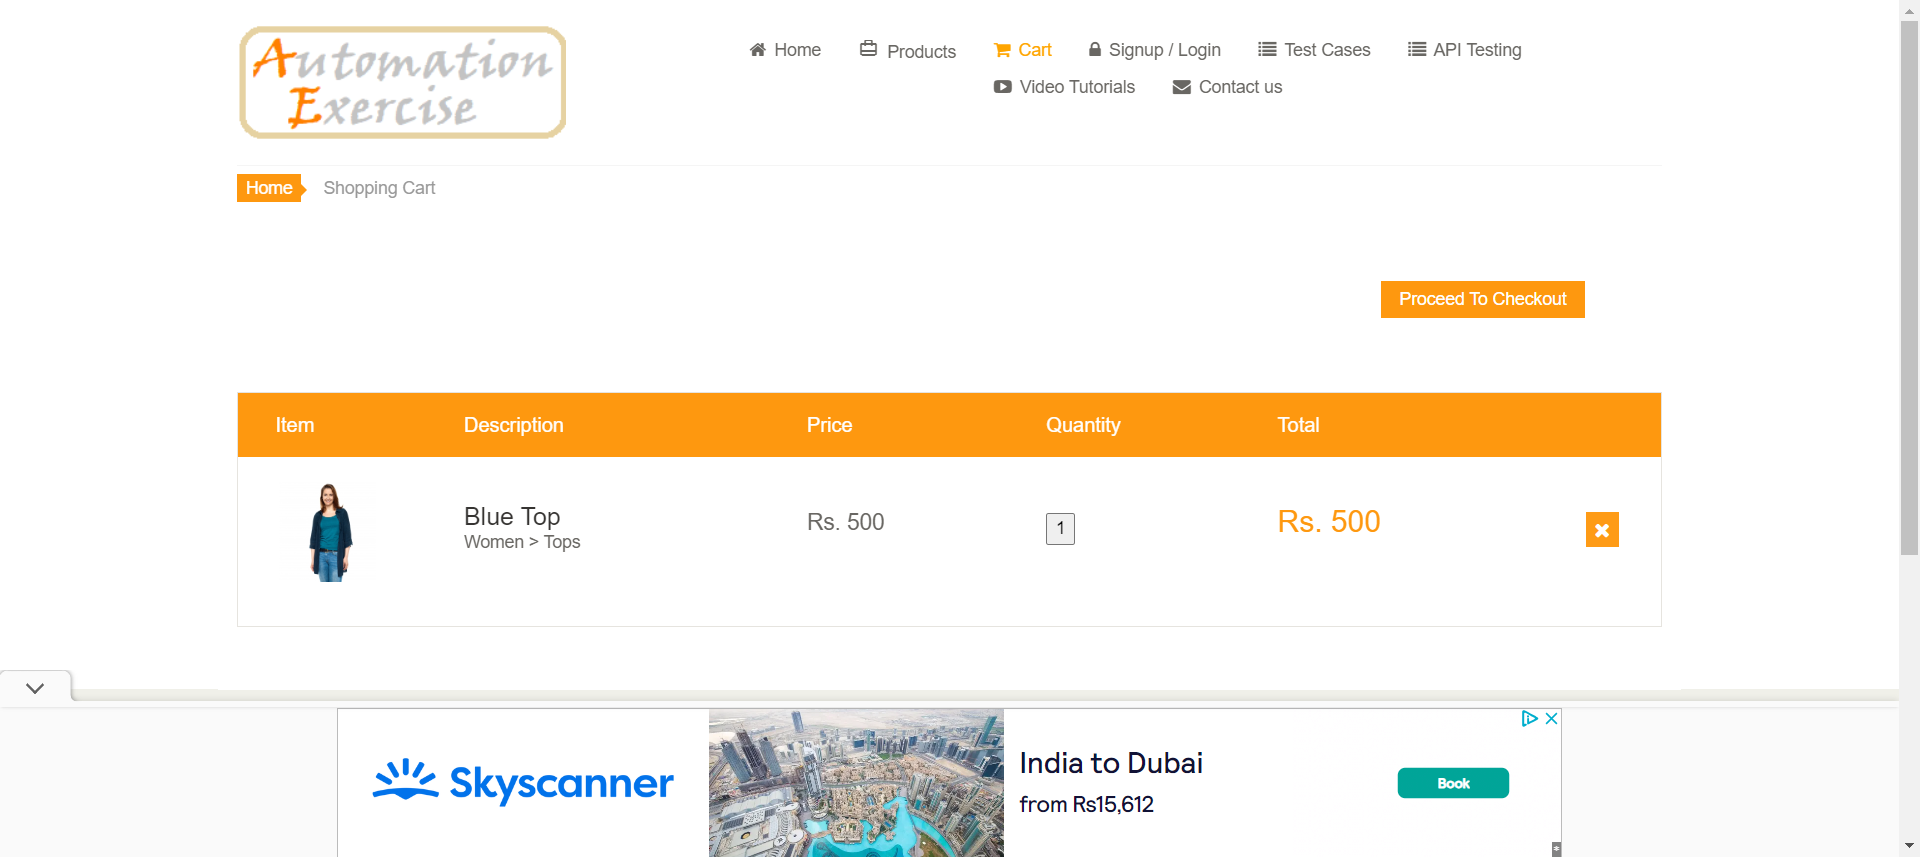 Automation
Exercise
Home
Products
Cart
Signup / Login
Test Cases
API Testing
Video Tutorials
Contact us
Home
Shopping Cart
Proceed To Checkout
Item Description Price Quantity Total
Blue Top
Women > Tops
Rs. 500
1
Rs. 500
Skyscanner
India to Dubai
from Rs15,612
Book